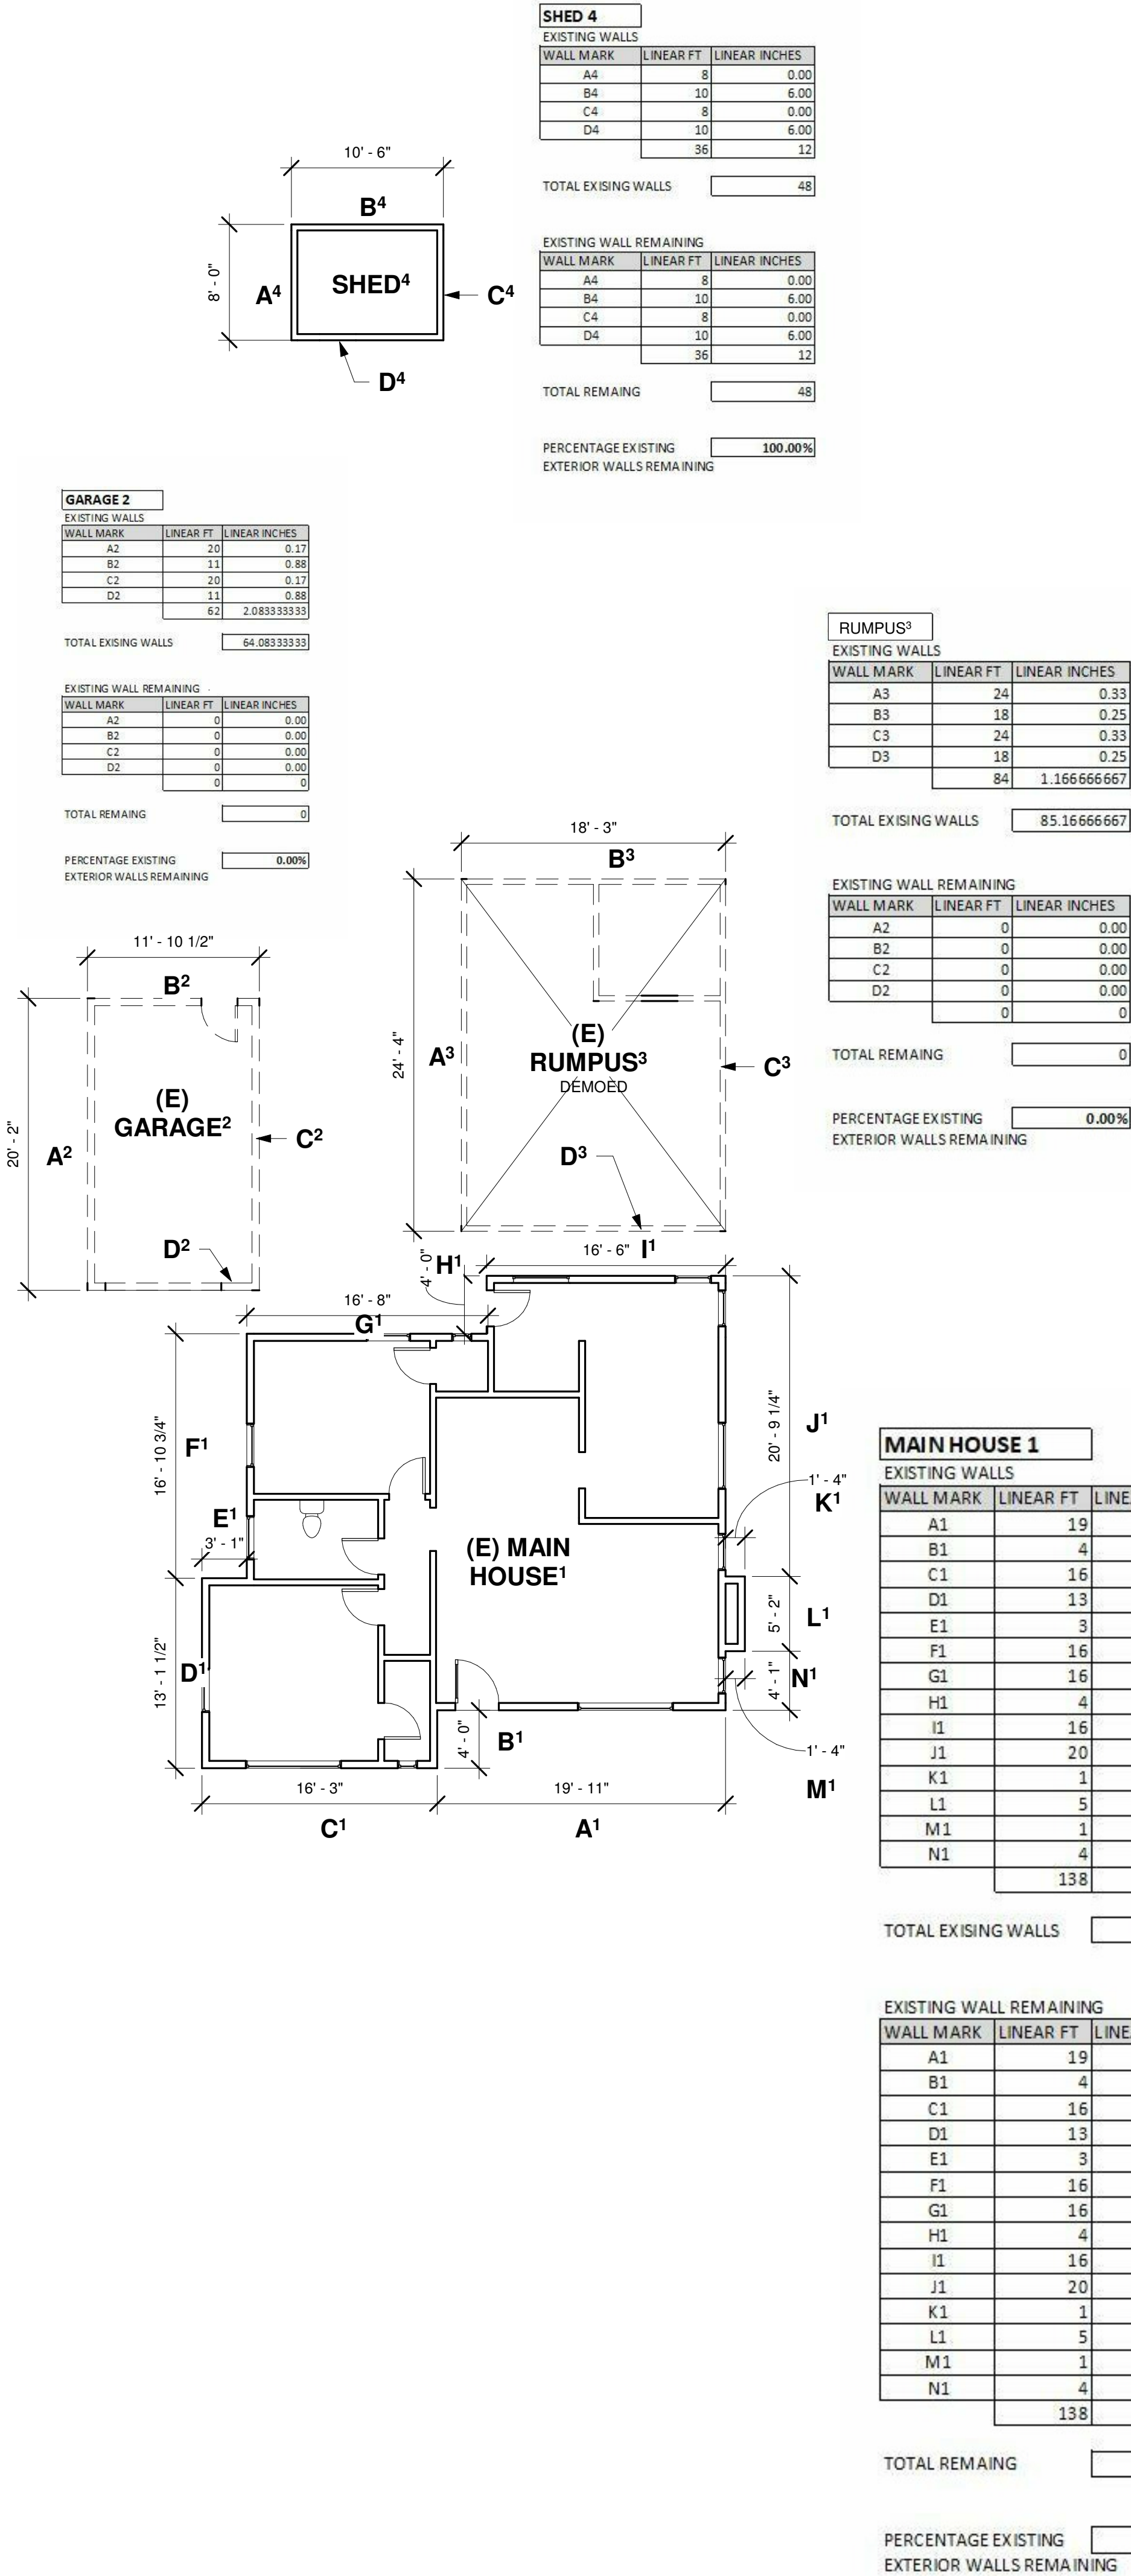 SHED 4
EXISTING WALLS
WALL MARK LINEAR FT LINEAR INCHES
A4 8 0.00
B4 10 6.00
C4 8 0.00
D4 10 6.00
36 12
TOTAL EXISING WALLS 48
EXISTING WALL REMAINING
WALL MARK LINEAR FT LINEAR INCHES
A4 8 0.00
B4 10 6.00
C4 8 0.00
D4 10 6.00
36 12
TOTAL REMAING 48
PERCENTAGE EXISTING 100.00%
EXTERIOR WALLS REMAINING
10' - 6"
B⁴
8' - 0"
A⁴
SHED⁴
C⁴
D⁴
GARAGE 2
EXISTING WALLS
WALL MARK LINEAR FT LINEAR INCHES
A2 20 0.17
B2 11 0.88
C2 20 0.17
D2 11 0.88
62 2.083333333
TOTAL EXISING WALLS 64.08333333
EXISTING WALL REMAINING
WALL MARK LINEAR FT LINEAR INCHES
A2 0 0.00
B2 0 0.00
C2 0 0.00
D2 0 0.00
0 0
TOTAL REMAING 0
PERCENTAGE EXISTING 0.00%
EXTERIOR WALLS REMAINING
RUMPUS³
EXISTING WALLS
WALL MARK LINEAR FT LINEAR INCHES
A3 24 0.33
B3 18 0.25
C3 24 0.33
D3 18 0.25
84 1.166666667
TOTAL EXISING WALLS 85.16666667
EXISTING WALL REMAINING
WALL MARK LINEAR FT LINEAR INCHES
A2 0 0.00
B2 0 0.00
C2 0 0.00
D2 0 0.00
0 0
TOTAL REMAING 0
PERCENTAGE EXISTING 0.00%
EXTERIOR WALLS REMAINING
11' - 10 1/2"
B²
20' - 2"
A²
(E)
GARAGE²
C²
D²
18' - 3"
B³
24' - 4"
A³
(E)
RUMPUS³
DEMOED
C³
D³
16' - 6"
I¹
4' - 0"
H¹
16' - 8"
G¹
16' - 10 3/4"
F¹
20' - 9 1/4"
J¹
1' - 4"
K¹
E¹
3' - 1"
(E) MAIN
HOUSE¹
5' - 2"
L¹
13' - 1 1/2"
D¹
4' - 1"
N¹
4' - 0"
B¹
1' - 4"
M¹
16' - 3"
C¹
19' - 11"
A¹
MAIN HOUSE 1
EXISTING WALLS
WALL MARK LINEAR FT LINE
A1 19
B1 4
C1 16
D1 13
E1 3
F1 16
G1 16
H1 4
I1 16
J1 20
K1 1
L1 5
M1 1
N1 4
138
TOTAL EXISING WALLS
EXISTING WALL REMAINING
WALL MARK LINEAR FT LINE
A1 19
B1 4
C1 16
D1 13
E1 3
F1 16
G1 16
H1 4
I1 16
J1 20
K1 1
L1 5
M1 1
N1 4
138
TOTAL REMAING
PERCENTAGE EXISTING
EXTERIOR WALLS REMAINING